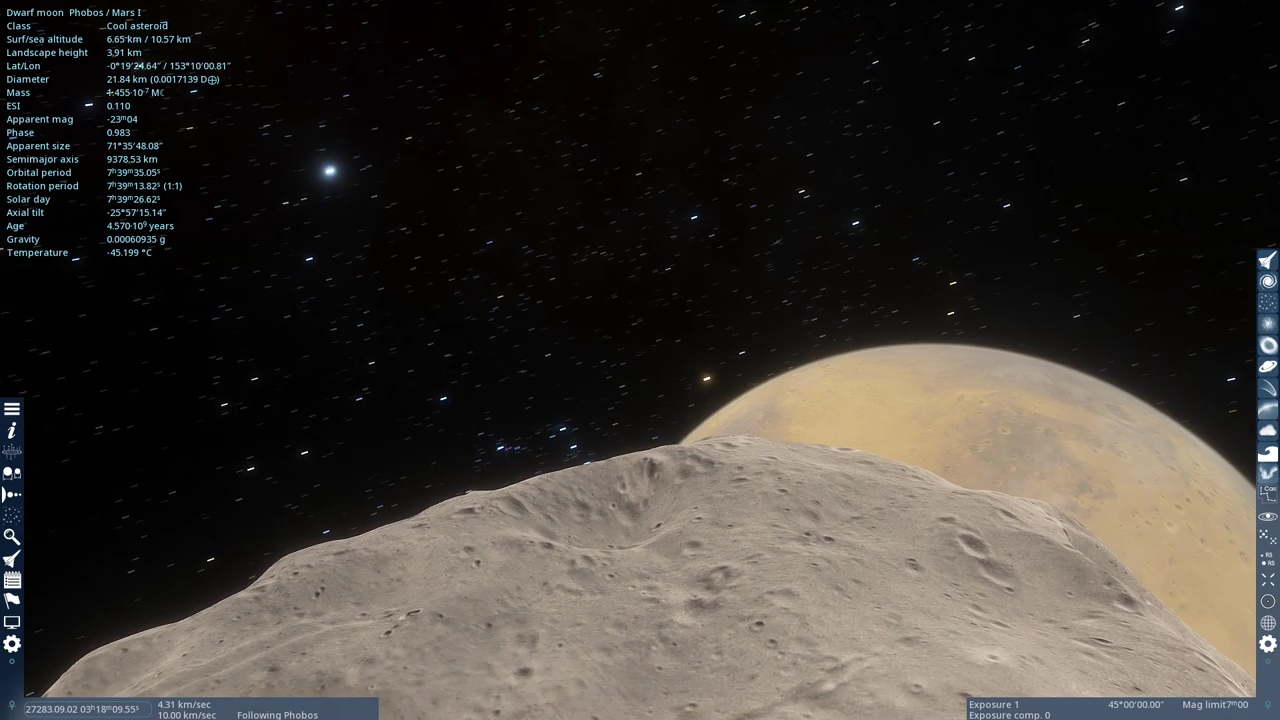 Dwarf moon Phobos / Mars I
Class Cool asteroid
Surf/sea altitude 6.65 km / 10.57 km
Landscape height 3.91 km
Lat/Lon -0°19′24.64″ / 153°10′00.81″
Diameter 21.84 km (0.0017139 D⊕)
Mass 4.455·10⁻⁷ M☾
ESI 0.110
Apparent mag -23ᵐ04
Phase 0.983
Apparent size 71°35′48.08″
Semimajor axis 9378.53 km
Orbital period 7ʰ39ᵐ35.05ˢ
Rotation period 7ʰ39ᵐ13.82ˢ (1:1)
Solar day 7ʰ39ᵐ26.62ˢ
Axial tilt -25°57′15.14″
Age 4.570·10⁹ years
Gravity 0.00060935 g
Temperature -45.199 °C
Con
RS
RS
27283.09.02 03ʰ18ᵐ09.55ˢ
4.31 km/sec
10.00 km/sec Following Phobos
Exposure 1 45°00′00.00″ Mag limit7ᵐ00
Exposure comp. 0